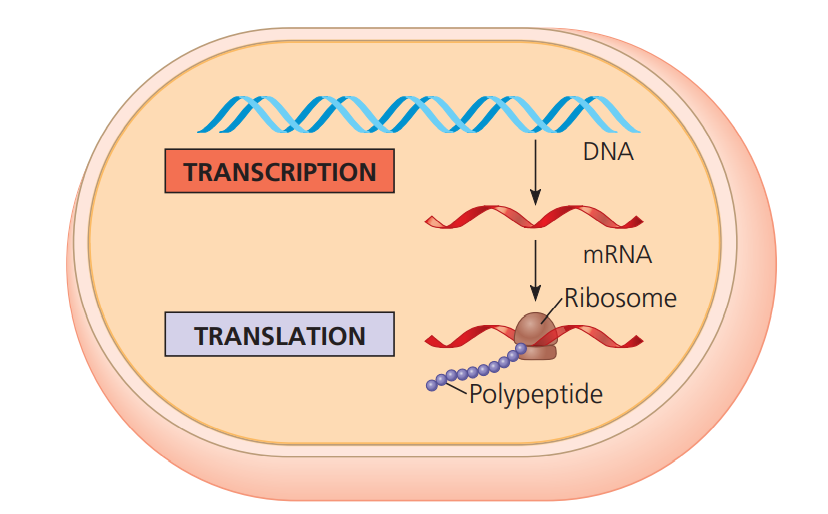 DNA
TRANSCRIPTION
mRNA
Ribosome
TRANSLATION
Polypeptide